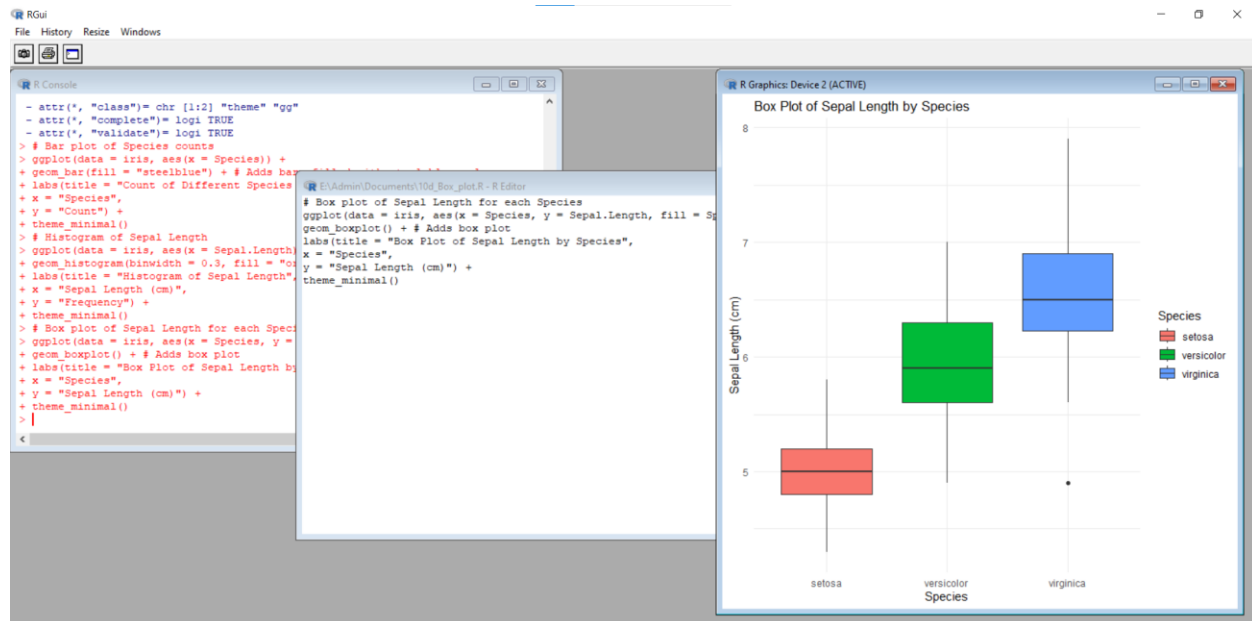 RGui
File History Resize Windows
R Console
- attr(*, "class")= chr [1:2] "theme" "gg"
- attr(*, "complete")= logi TRUE
- attr(*, "validate")= logi TRUE
> # Bar plot of Species counts
> ggplot(data = iris, aes(x = Species)) +
+ geom_bar(fill = "steelblue") + # Adds bar
+ labs(title = "Count of Different Species
+ x = "Species",
+ y = "Count") +
+ theme_minimal()
> # Histogram of Sepal Length
> ggplot(data = iris, aes(x = Sepal.Length)
+ geom_histogram(binwidth = 0.3, fill = "o
+ labs(title = "Histogram of Sepal Length",
+ x = "Sepal Length (cm)",
+ y = "Frequency") +
+ theme_minimal()
> # Box plot of Sepal Length for each Speci
> ggplot(data = iris, aes(x = Species, y =
+ geom_boxplot() + # Adds box plot
+ labs(title = "Box Plot of Sepal Length by
+ x = "Species",
+ y = "Sepal Length (cm)") +
+ theme_minimal()
>
E:\Admin\Documents\10d_Box_plot.R - R Editor
# Box plot of Sepal Length for each Species
ggplot(data = iris, aes(x = Species, y = Sepal.Length, fill = Sp
geom_boxplot() + # Adds box plot
labs(title = "Box Plot of Sepal Length by Species",
x = "Species",
y = "Sepal Length (cm)") +
theme_minimal()
R Graphics: Device 2 (ACTIVE)
Box Plot of Sepal Length by Species
8
7
6
5
Sepal Length (cm)
setosa versicolor virginica
Species
Species
setosa
versicolor
virginica